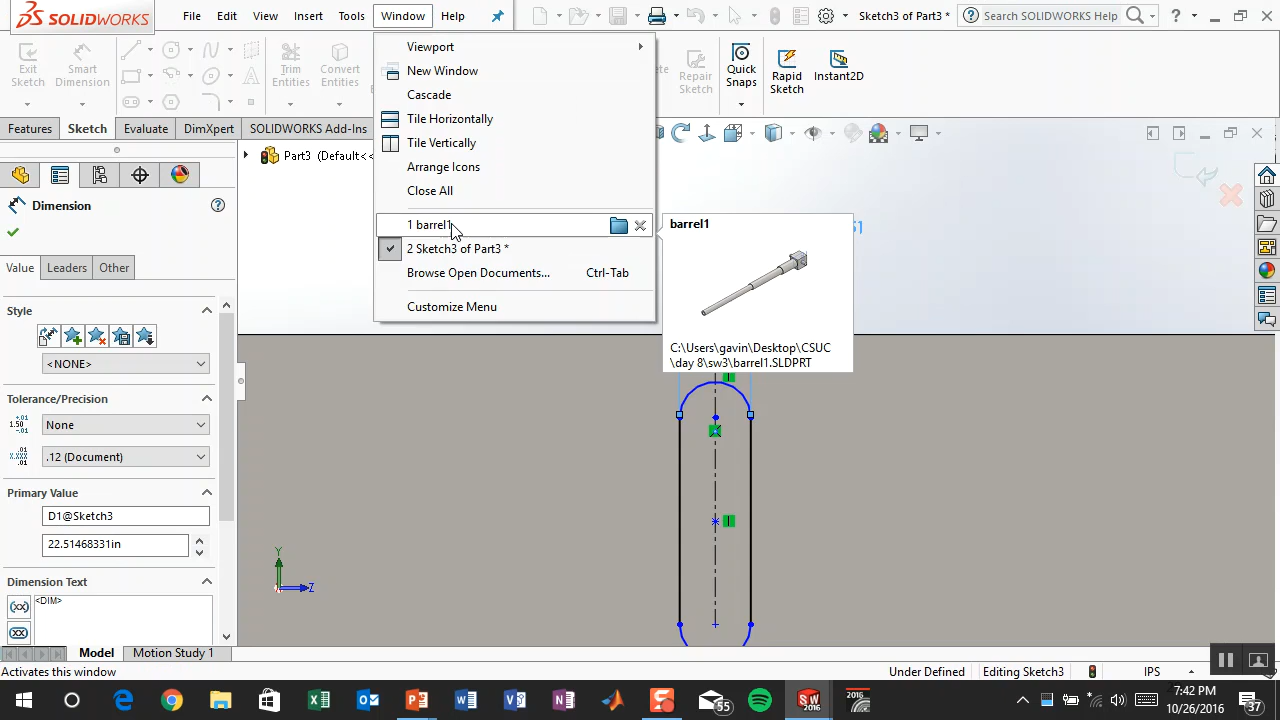 SOLIDWORKS
File Edit View Insert Tools Window Help
Sketch3 of Part3 *
Search SOLIDWORKS Help
Exit Sketch
Smart Dimension
Trim Entities
Convert Entities
Repair Sketch
Quick Snaps
Rapid Sketch
Instant2D
Features Sketch Evaluate DimXpert SOLIDWORKS Add-Ins
Viewport
New Window
Cascade
Tile Horizontally
Tile Vertically
Arrange Icons
Close All
1 barrel1
2 Sketch3 of Part3 *
Browse Open Documents... Ctrl-Tab
Customize Menu
barrel1
C:\Users\gavin\Desktop\CSUC
\day 8\sw3\barrel1.SLDPRT
Part3 (Default<<
Dimension
Value Leaders Other
Style
<NONE>
Tolerance/Precision
None
.12 (Document)
Primary Value
D1@Sketch3
22.51468331in
Dimension Text
<DIM>
Y
Z
Model Motion Study 1
Activates this window
Under Defined
Editing Sketch3
IPS
55
SW
2016
2016
7:42 PM
10/26/2016
37